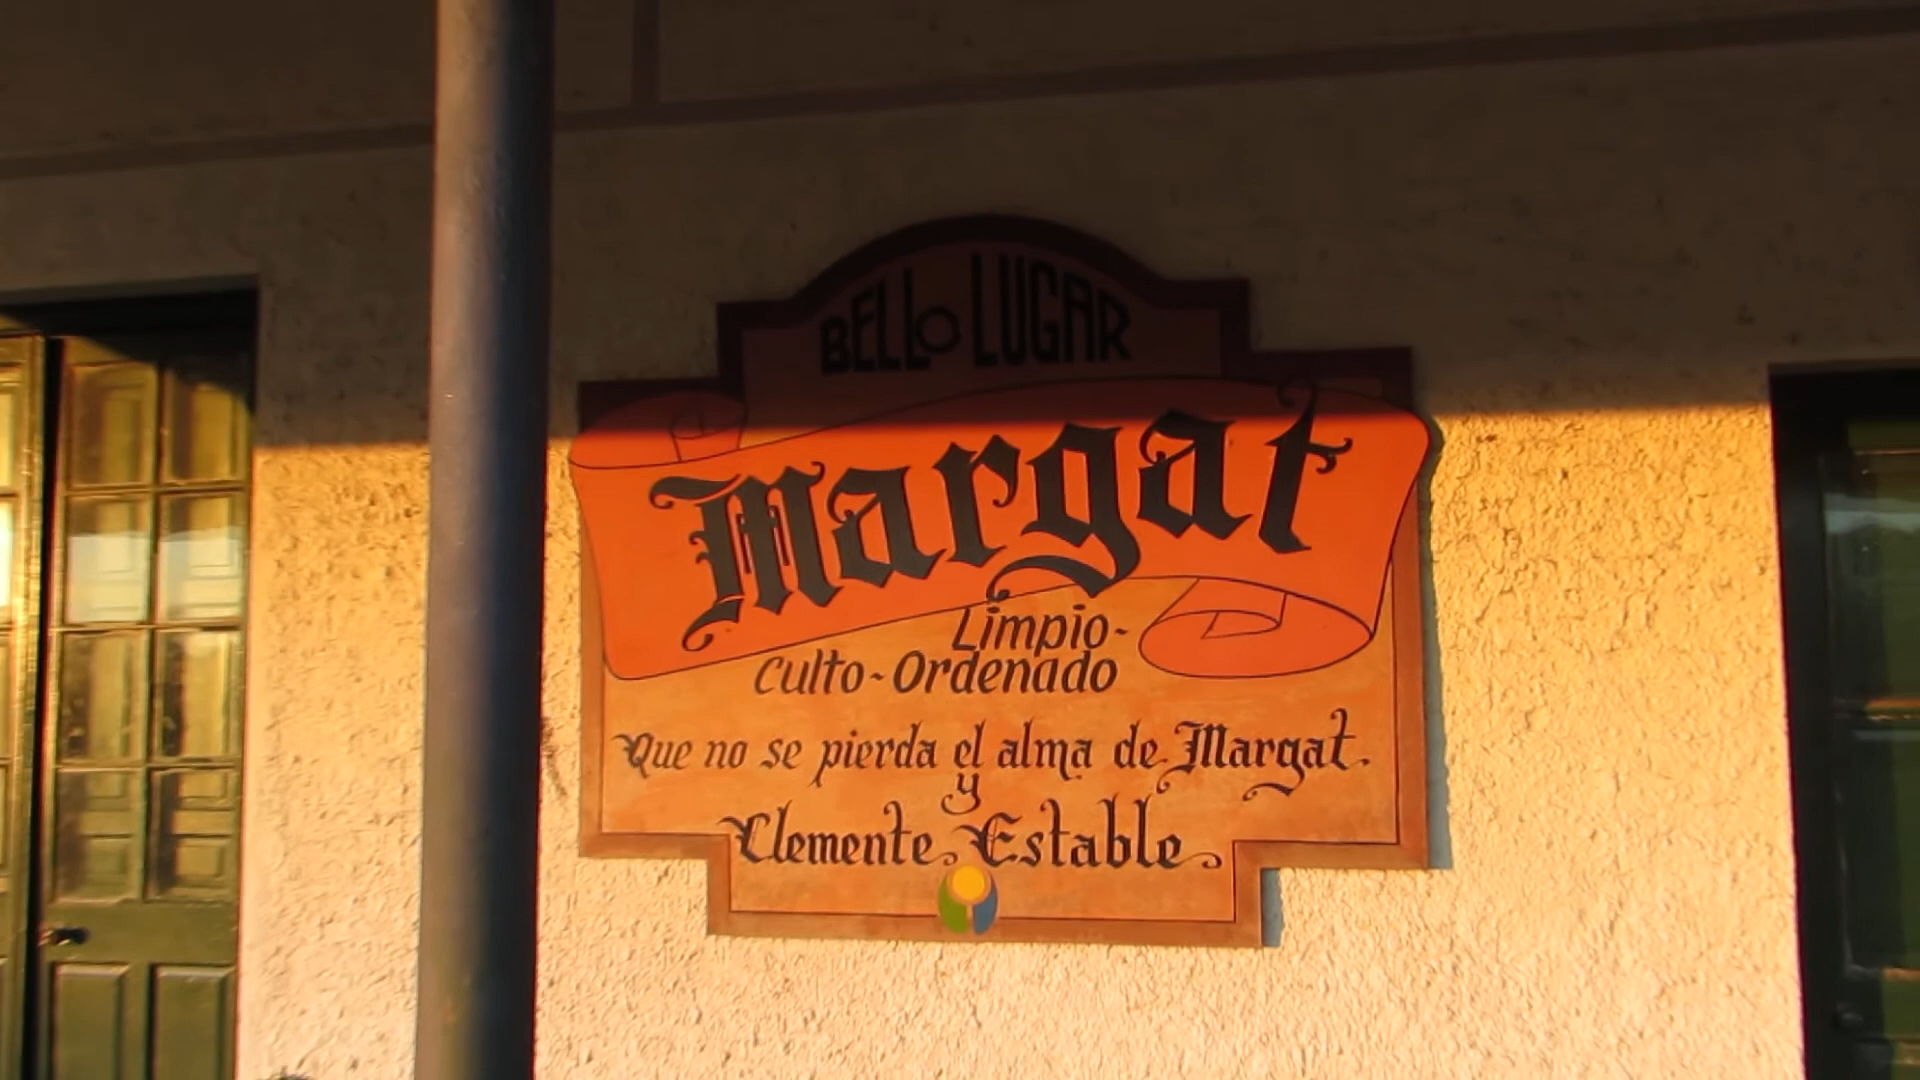 BELLO LUGAR
Margat
Limpio-
Culto-Ordenado
Que no se pierda el alma de Margat.
y
Clemente Estable